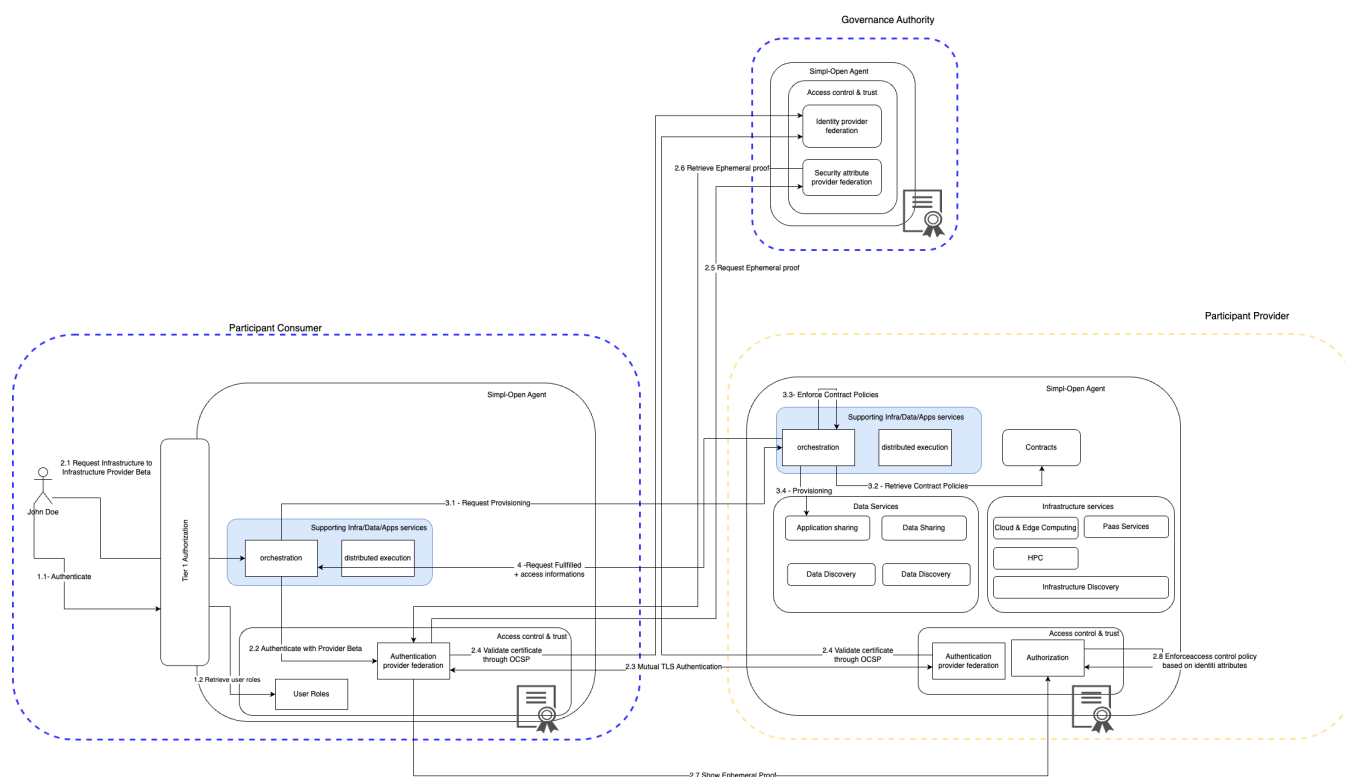 Governance Authority
Simpl-Open Agent
Access control & trust
Identity provider
federation
2.6 Retrieve Ephemeral proof
Security attribute
provider federation
2.5 Request Ephemeral proof
Participant Consumer
Participant Provider
Simpl-Open Agent
Simpl-Open Agent
3.3- Enforce Contract Policies
Supporting Infra/Data/Apps services
orchestration
distributed execution
Contracts
2.1 Request Infrastructure to
Infrastructure Provider Beta
John Doe
Tier 1 Authorization
3.1 - Request Provisioning
3.4 - Provisioning
3.2 - Retrieve Contract Policies
Data Services
Infrastructure services
Application sharing
Data Sharing
Cloud & Edge Computing
Paas Services
HPC
Data Discovery
Data Discovery
Infrastructure Discovery
Supporting Infra/Data/Apps services
orchestration
distributed execution
4 -Request Fullfilled
+ access informations
1.1- Authenticate
Access control & trust
2.2 Authenticate with Provider Beta
Authentication
provider federation
2.4 Validate certificate
through OCSP
2.3 Mutual TLS Authentication
1.2 Retrieve user roles
User Roles
2.4 Validate certificate
through OCSP
Access control & trust
Authentication
provider federation
Authorization
2.8 Enforceaccess control policy
based on identiti attributes
2.7 Show Ephemeral Proof